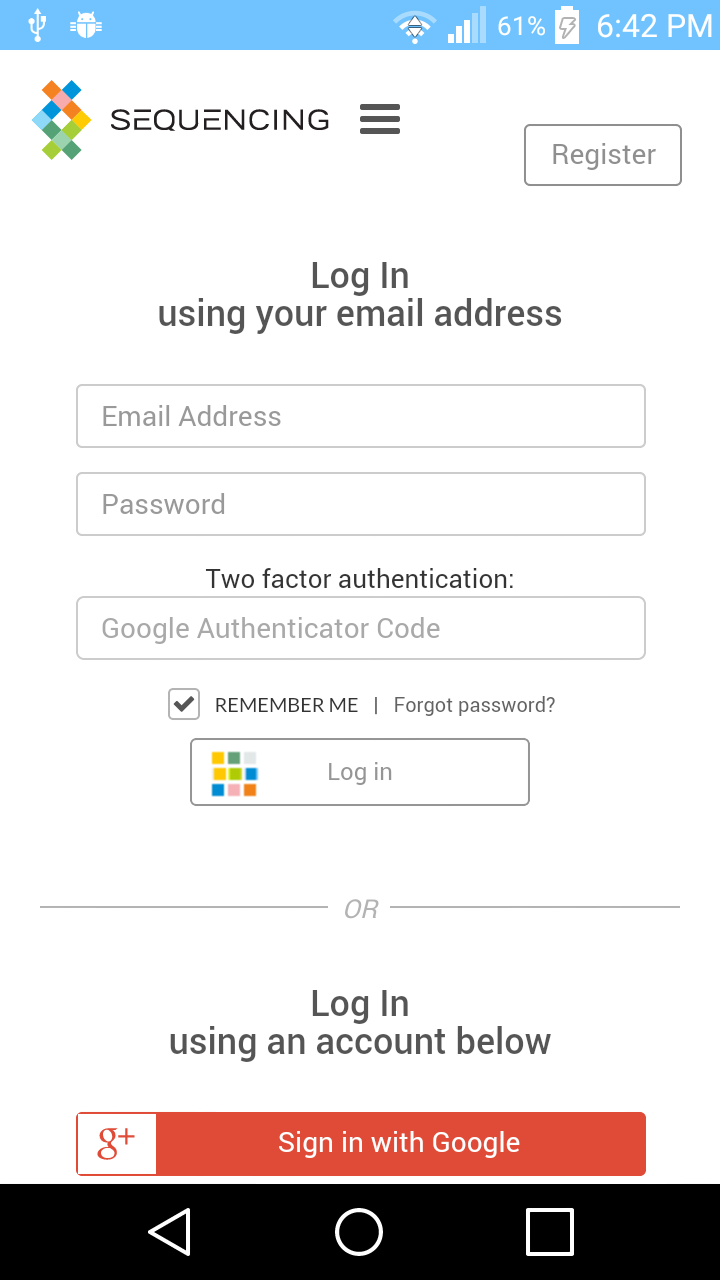 61% 6:42 PM
SEQUENCING
Register
Log In
using your email address
Email Address
Password
Two factor authentication:
Google Authenticator Code
REMEMBER ME | Forgot password?
Log in
OR
Log In
using an account below
g+ Sign in with Google